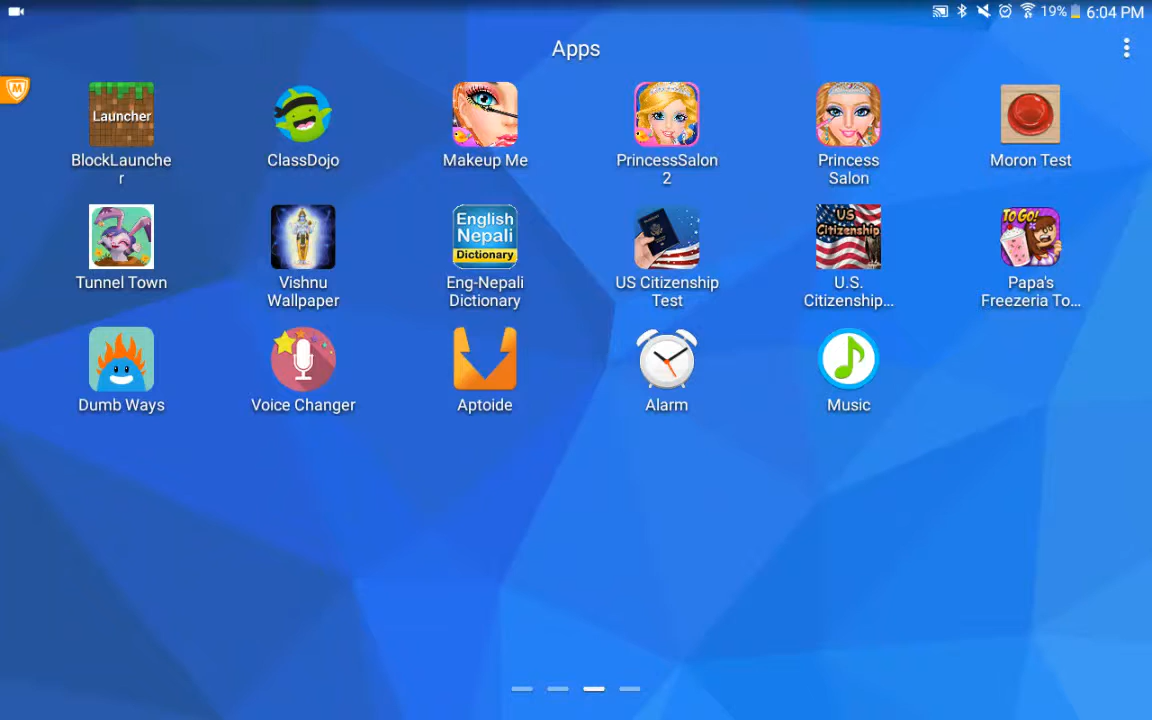 19% 6:04 PM
Apps
Launcher
BlockLaunche
r
ClassDojo
Makeup Me
PrincessSalon
2
Princess
Salon
Moron Test
Tunnel Town
Vishnu
Wallpaper
English
Nepali
Dictionary
Eng-Nepali
Dictionary
US Citizenship
Test
US
Citizenship
U.S.
Citizenship...
TO GO!
Papa's
Freezeria To...
Dumb Ways
Voice Changer
Aptoide
Alarm
Music